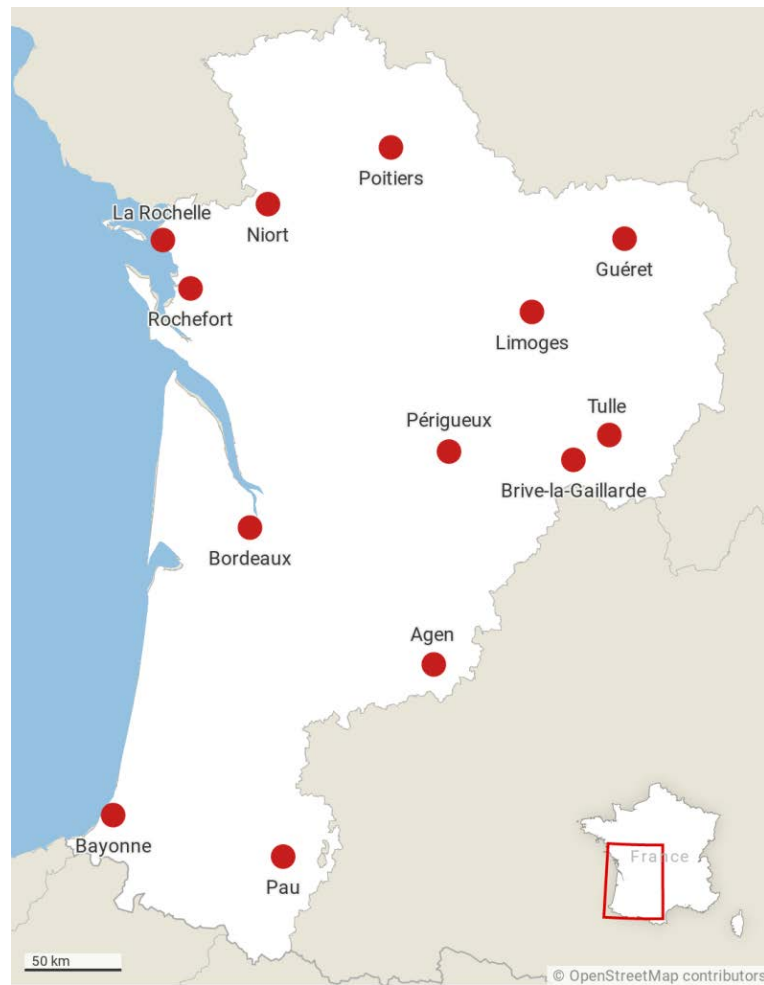 Poitiers
La Rochelle
Niort
Guéret
Rochefort
Limoges
Tulle
Périgueux
Brive-la-Gaillarde
Bordeaux
Agen
Bayonne
France
Pau
50 km
© OpenStreetMap contributors